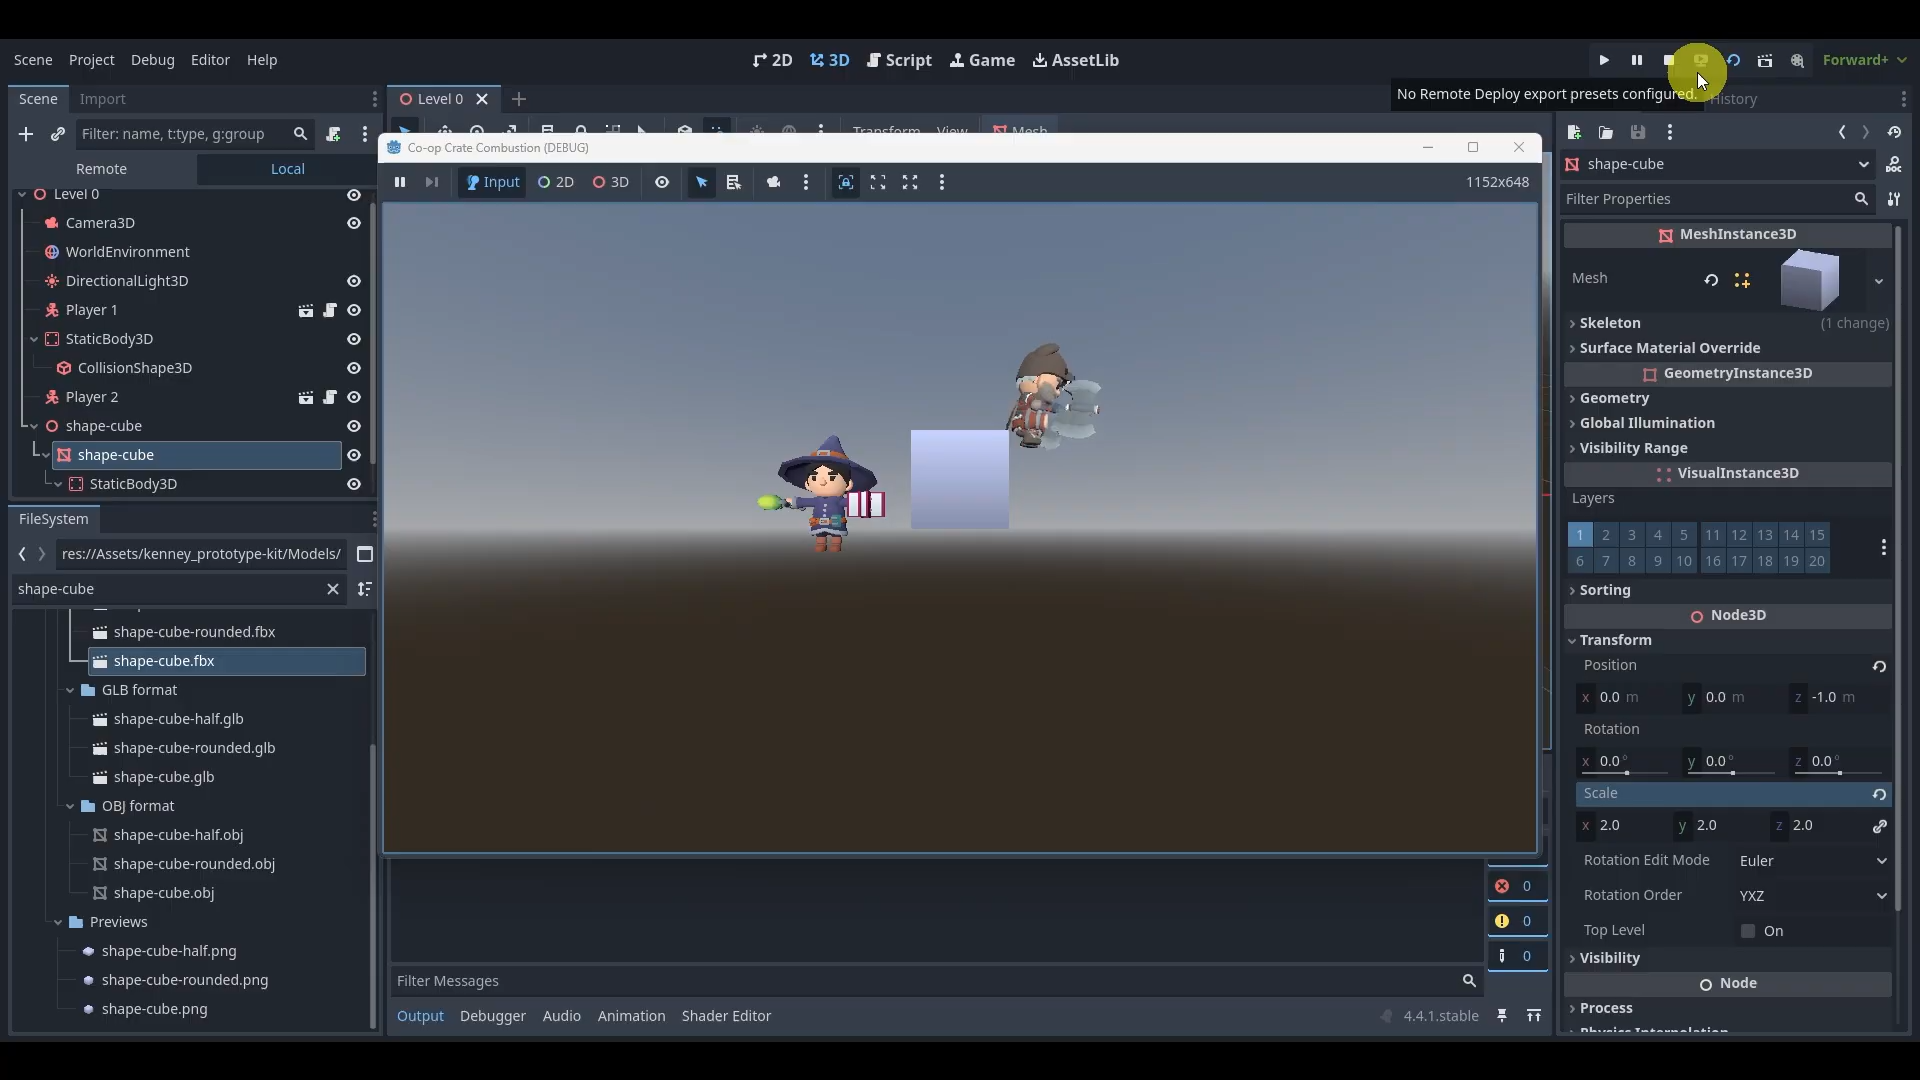 Scene Project Debug Editor Help
2D 3D Script Game AssetLib
Forward+
Scene Import
Level 0
No Remote Deploy export presets configured.
History
Filter: name, t:type, g:group
Transform View Mesh
Remote Local
Co-op Crate Combustion (DEBUG)
Input 2D 3D
1152x648
Level 0
Camera3D
WorldEnvironment
DirectionalLight3D
Player 1
StaticBody3D
CollisionShape3D
Player 2
shape-cube
shape-cube
StaticBody3D
FileSystem
res://Assets/kenney_prototype-kit/Models/
shape-cube
shape-cube-rounded.fbx
shape-cube.fbx
GLB format
shape-cube-half.glb
shape-cube-rounded.glb
shape-cube.glb
OBJ format
shape-cube-half.obj
shape-cube-rounded.obj
shape-cube.obj
Previews
shape-cube-half.png
shape-cube-rounded.png
shape-cube.png
0
0
0
Filter Messages
Output Debugger Audio Animation Shader Editor
4.4.1.stable
shape-cube
Filter Properties
MeshInstance3D
Mesh
Skeleton (1 change)
Surface Material Override
GeometryInstance3D
Geometry
Global Illumination
Visibility Range
VisualInstance3D
Layers
1 2 3 4 5 11 12 13 14 15
6 7 8 9 10 16 17 18 19 20
Sorting
Node3D
Transform
Position
x 0.0 m y 0.0 m z -1.0 m
Rotation
x 0.0° y 0.0° z 0.0°
Scale
x 2.0 y 2.0 z 2.0
Rotation Edit Mode Euler
Rotation Order YXZ
Top Level On
Visibility
Node
Process
Physics Interpolation